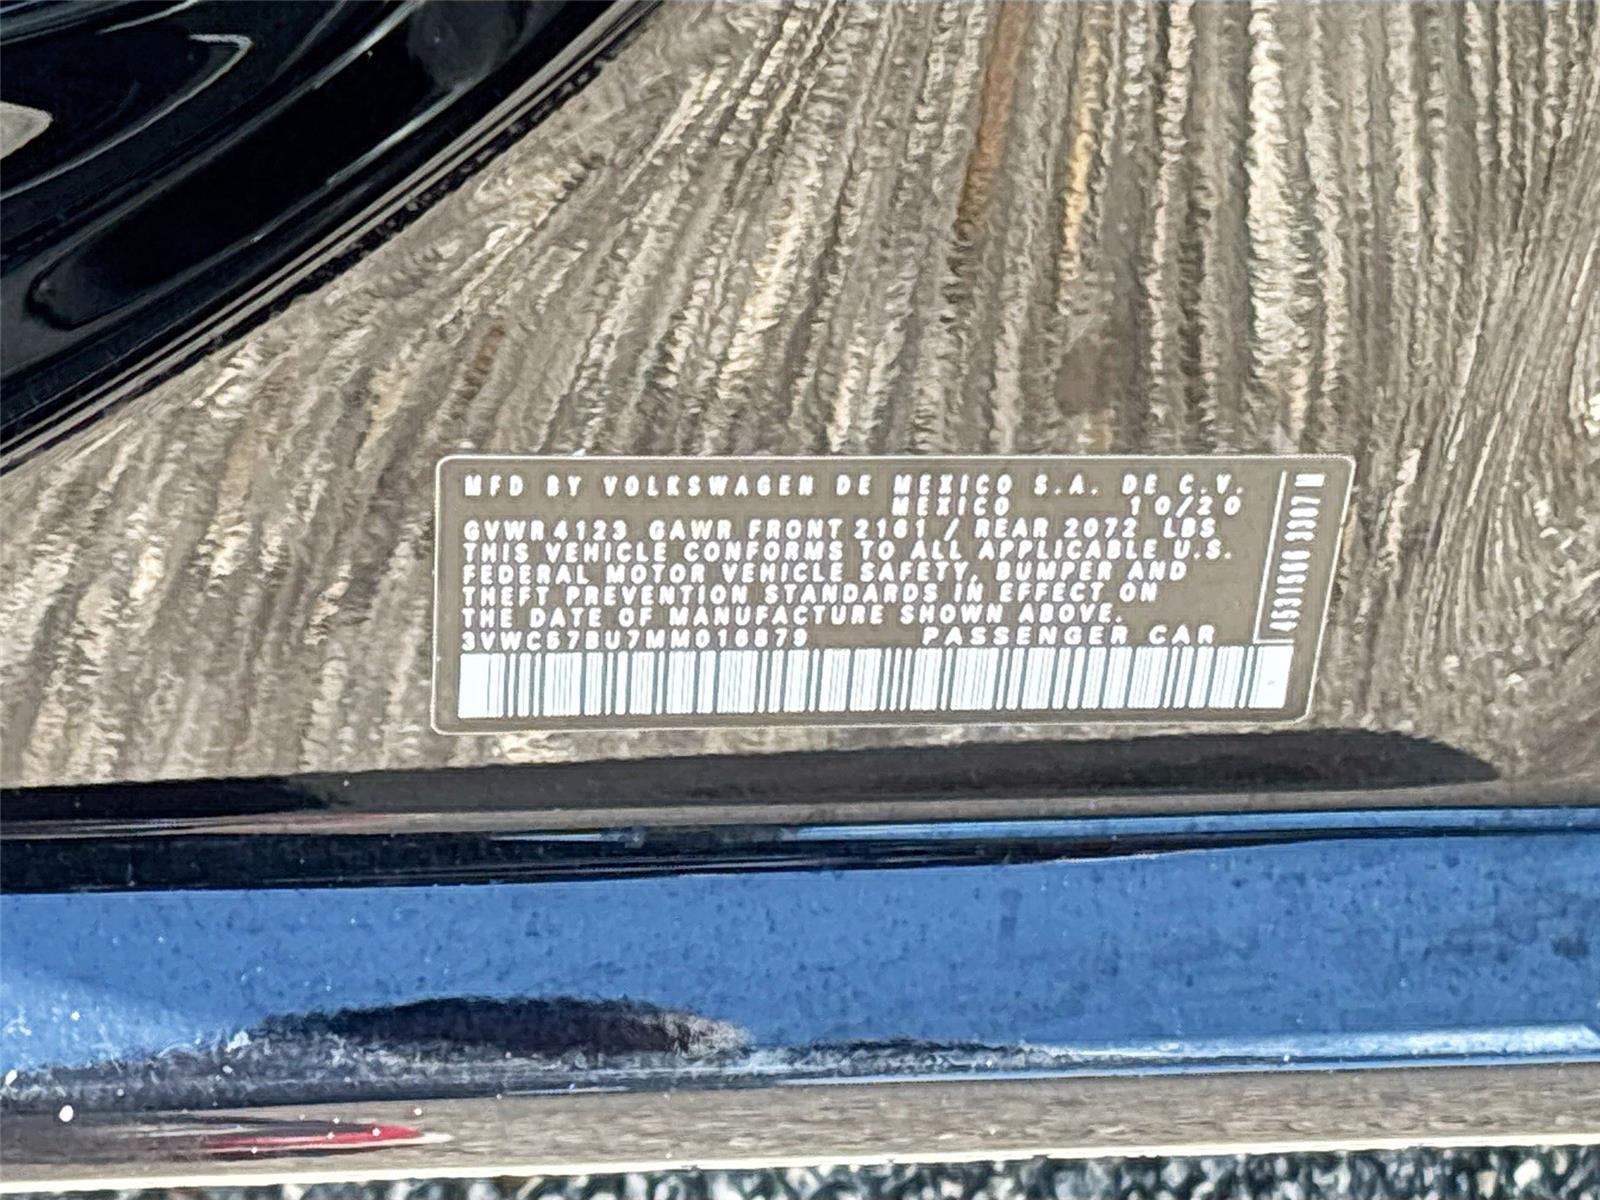 MFD BY VOLKSWAGEN DE MEXICO S.A. DE C.V.
MEXICO 10/20
GVWR 4123 GAWR FRONT 2161 / REAR 2072 LBS
THIS VEHICLE CONFORMS TO ALL APPLICABLE U.S.
FEDERAL MOTOR VEHICLE SAFETY, BUMPER AND
THEFT PREVENTION STANDARDS IN EFFECT ON
THE DATE OF MANUFACTURE SHOWN ABOVE.
3VWC57BU7MM016879 PASSENGER CAR